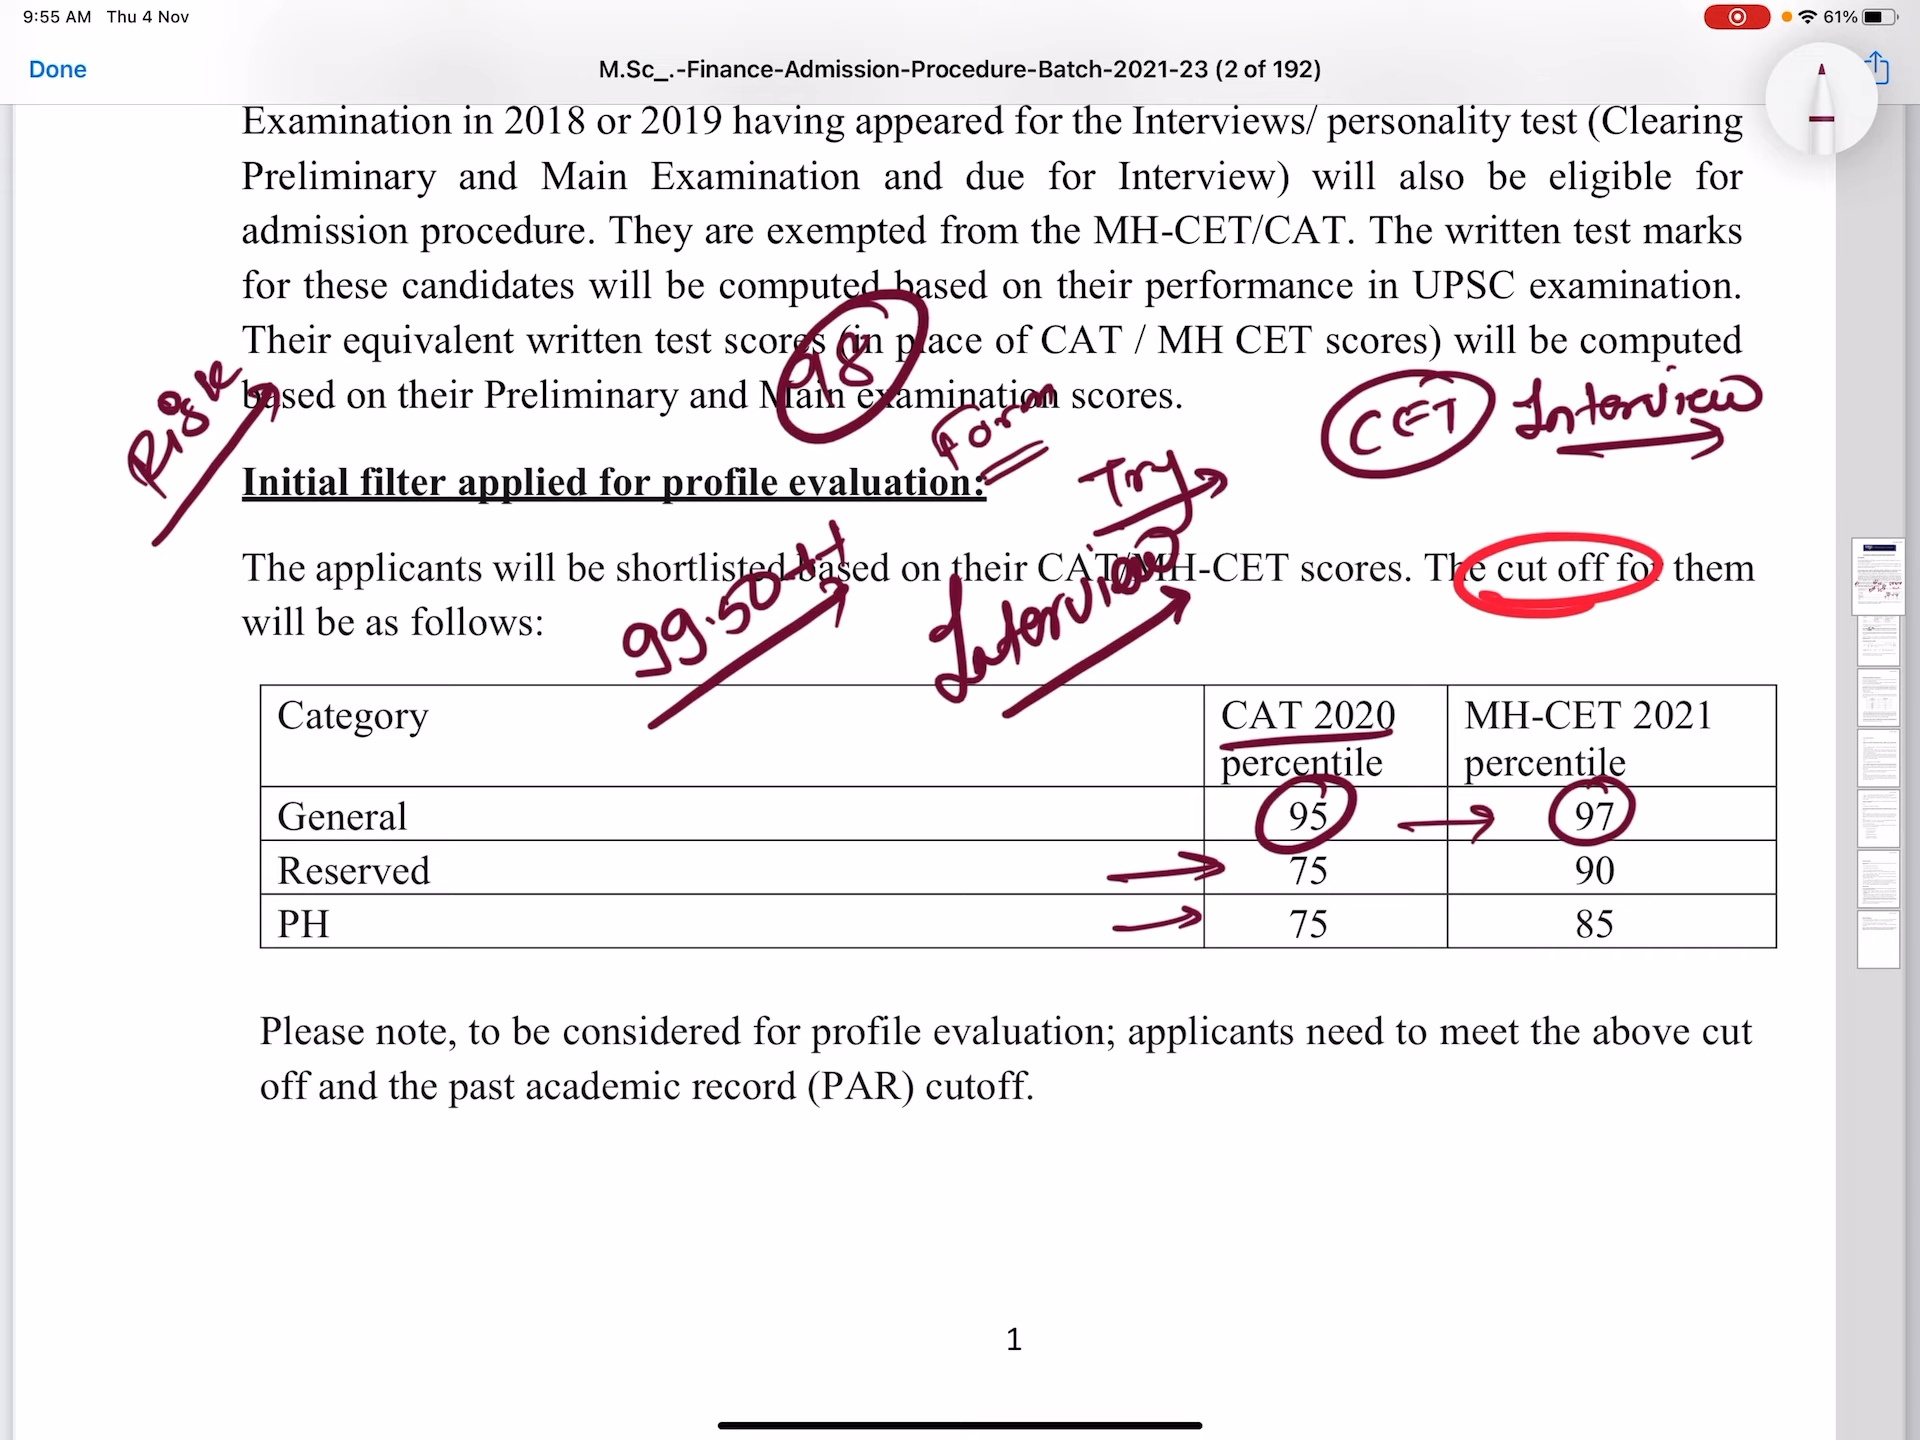 9:55 AM Thu 4 Nov
61%
Done
M.Sc_.-Finance-Admission-Procedure-Batch-2021-23 (2 of 192)
Examination in 2018 or 2019 having appeared for the Interviews/ personality test (Clearing
Preliminary and Main Examination and due for Interview) will also be eligible for
admission procedure. They are exempted from the MH-CET/CAT. The written test marks
for these candidates will be computed based on their performance in UPSC examination.
Their equivalent written test scores (in place of CAT / MH CET scores) will be computed
based on their Preliminary and Main examination scores.
98
Risk
Form
CET Interview
Try
Initial filter applied for profile evaluation:
The applicants will be shortlisted based on their CAT/MH-CET scores. The cut off for them
will be as follows:
99.50++
Interview
Category CAT 2020 percentile MH-CET 2021 percentile
General 95 97
Reserved 75 90
PH 75 85
Please note, to be considered for profile evaluation; applicants need to meet the above cut
off and the past academic record (PAR) cutoff.
1